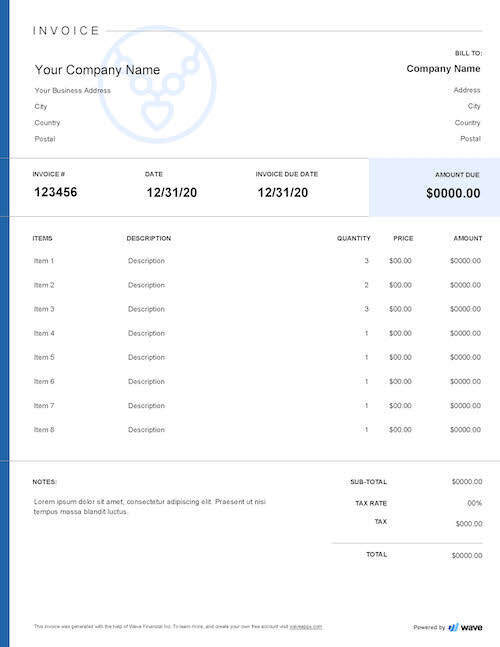 INVOICE
BILL TO:
Your Company Name
Company Name
Your Business Address
Address
City
City
Country
Country
Postal
Postal
INVOICE # DATE INVOICE DUE DATE AMOUNT DUE
123456 12/31/20 12/31/20 $0000.00
ITEMS DESCRIPTION QUANTITY PRICE AMOUNT
Item 1 Description 3 $00.00 $0000.00
Item 2 Description 2 $00.00 $0000.00
Item 3 Description 3 $00.00 $0000.00
Item 4 Description 1 $00.00 $0000.00
Item 5 Description 1 $00.00 $0000.00
Item 6 Description 1 $00.00 $0000.00
Item 7 Description 1 $00.00 $0000.00
Item 8 Description 1 $00.00 $0000.00
NOTES:
Lorem ipsum dolor sit amet, consectetur adipiscing elit. Praesent ut nisi
tempus massa blandit luctus.
SUB-TOTAL $0000.00
TAX RATE 00%
TAX $000.00
TOTAL $0000.00
This invoice was generated with the help of Wave Financial Inc. To learn more, and create your own free account visit waveapps.com
Powered by wave